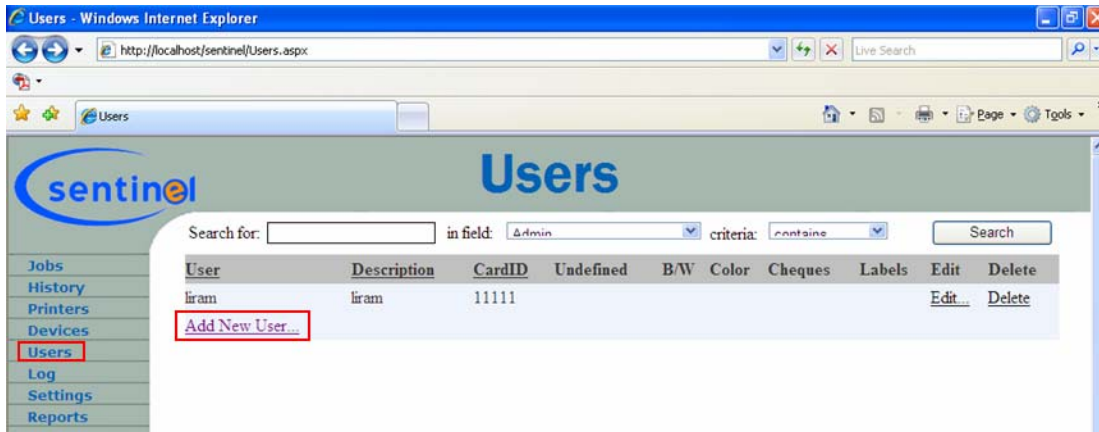 Users - Windows Internet Explorer
http://localhost/sentinel/Users.aspx
Live Search
Users
Page
Tools
sentinel
Users
Search for: in field: Admin criteria: contains Search
Jobs
History
Printers
Devices
Users
Log
Settings
Reports
User Description CardID Undefined B/W Color Cheques Labels Edit Delete
liram liram 11111 Edit... Delete
Add New User...